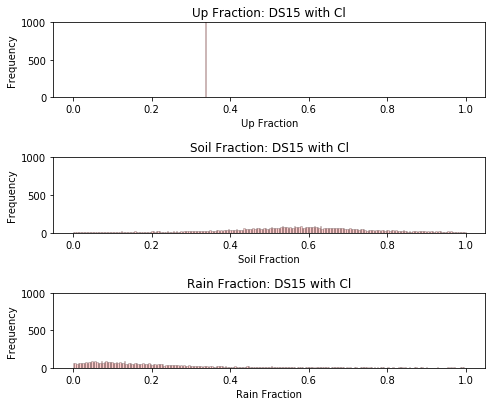 Up Fraction: DS15 with Cl
1000
500
0
Frequency
0.0 0.2 0.4 0.6 0.8 1.0
Up Fraction
Soil Fraction: DS15 with Cl
1000
500
0
Frequency
0.0 0.2 0.4 0.6 0.8 1.0
Soil Fraction
Rain Fraction: DS15 with Cl
1000
500
0
Frequency
0.0 0.2 0.4 0.6 0.8 1.0
Rain Fraction